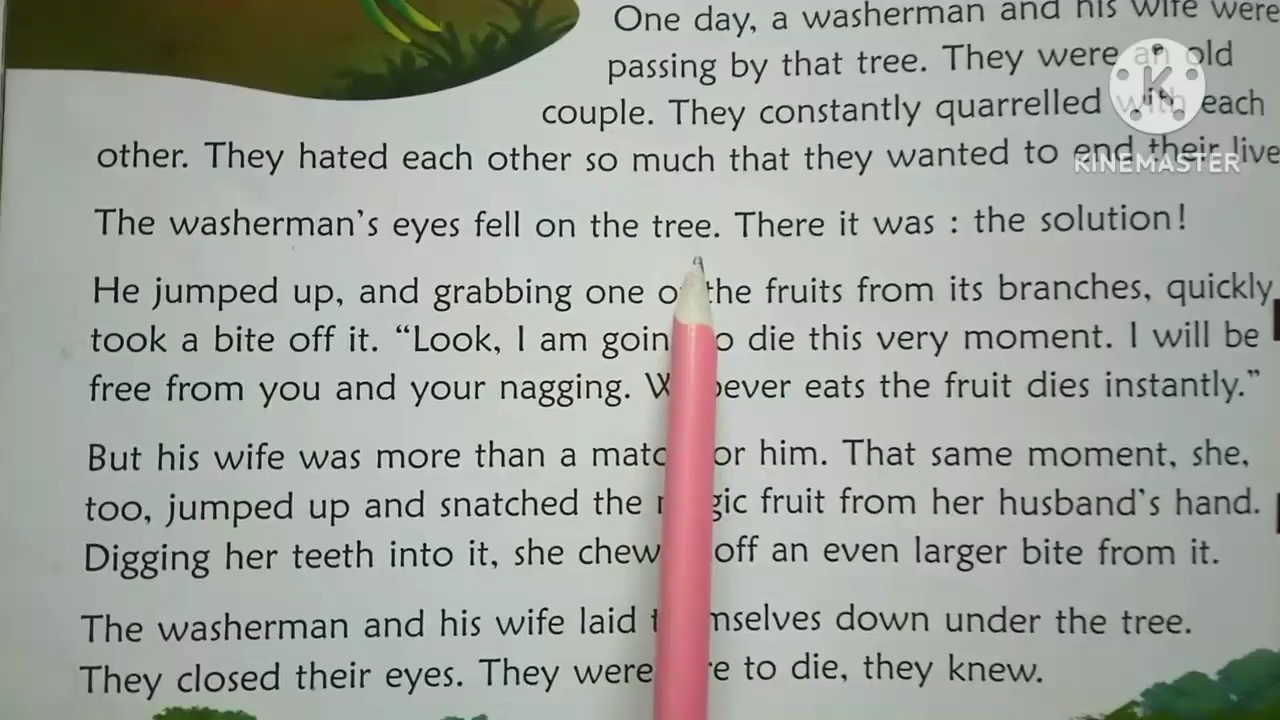 One day, a washerman and his wife were
passing by that tree. They were an old
couple. They constantly quarrelled with each
other. They hated each other so much that they wanted to end their live
The washerman's eyes fell on the tree. There it was : the solution!
He jumped up, and grabbing one of the fruits from its branches, quickly
took a bite off it. “Look, I am going to die this very moment. I will be
free from you and your nagging. Whoever eats the fruit dies instantly.”
But his wife was more than a match for him. That same moment, she,
too, jumped up and snatched the magic fruit from her husband's hand.
Digging her teeth into it, she chewed off an even larger bite from it.
The washerman and his wife laid themselves down under the tree.
They closed their eyes. They were to die, they knew.
K
KINEMASTER